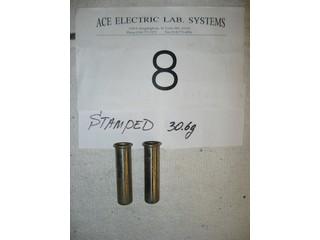 ACE ELECTRIC LAB. SYSTEMS
8
STAMPED 30.6g